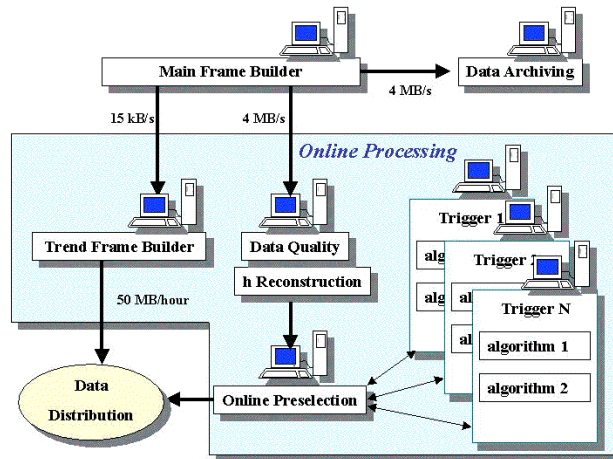 Main Frame Builder
Data Archiving
4 MB/s
15 kB/s
4 MB/s
Online Processing
Trigger 1
Trend Frame Builder
Data Quality
Trigger
h Reconstruction
50 MB/hour
Trigger N
algorithm 1
algorithm 2
Data
Distribution
Online Preselection